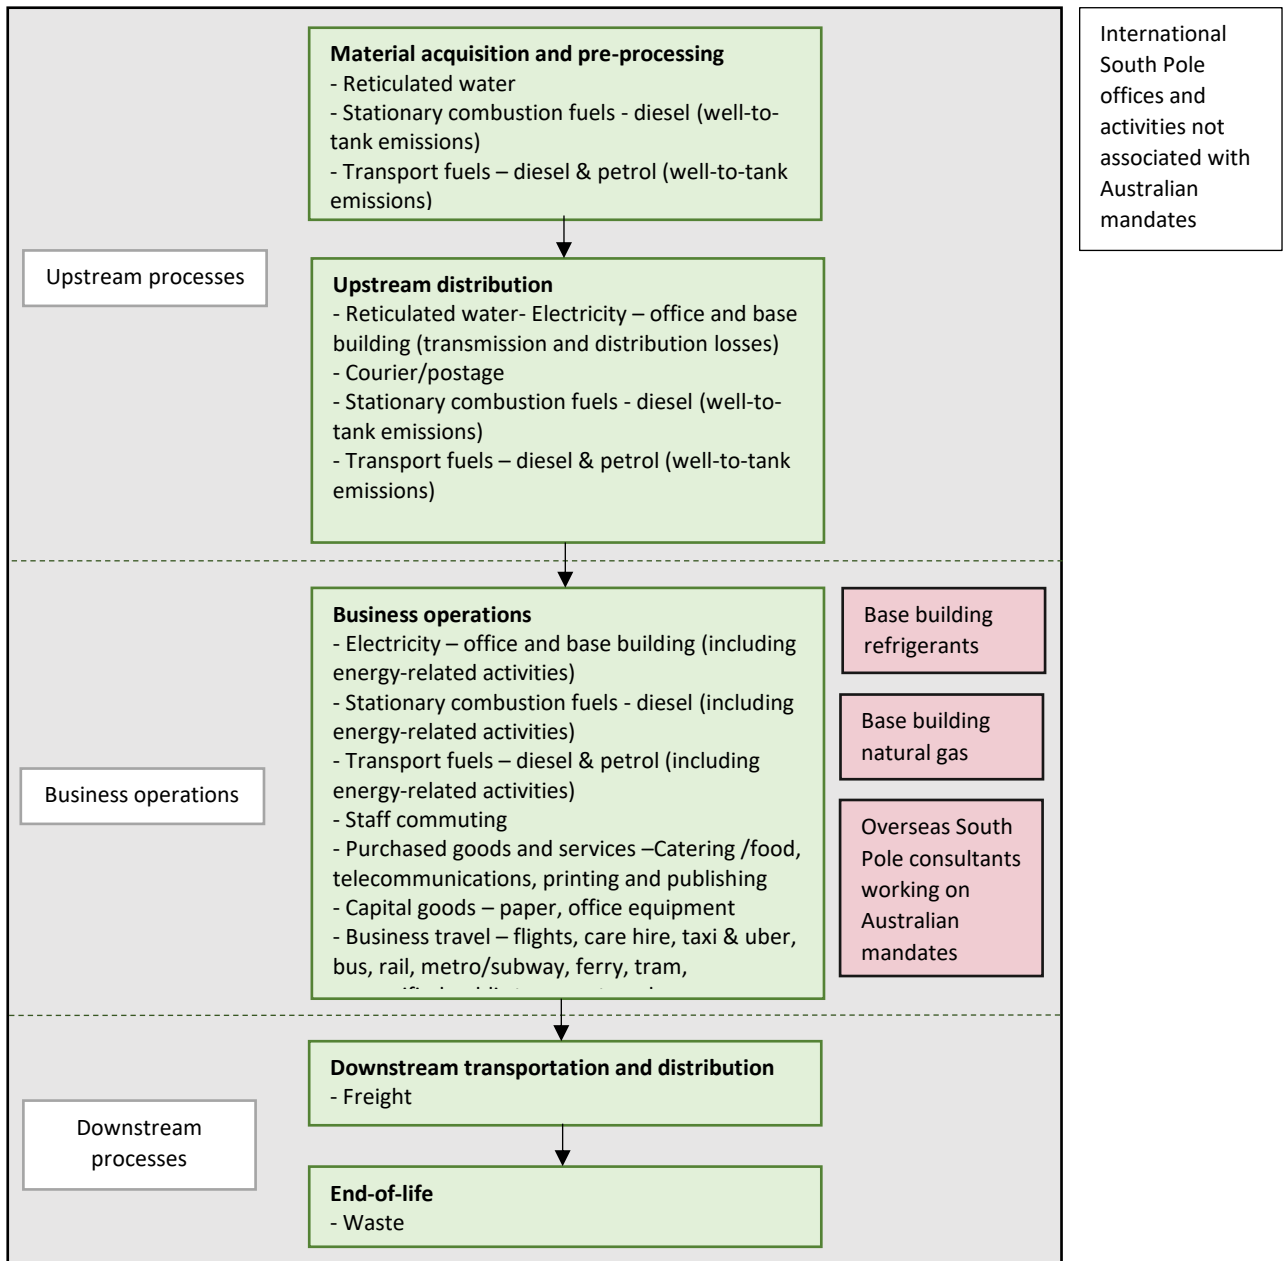 Material acquisition and pre-processing
- Reticulated water
- Stationary combustion fuels - diesel (well-to-
tank emissions)
- Transport fuels – diesel & petrol (well-to-tank
emissions)
International
South Pole
offices and
activities not
associated with
Australian
mandates
Upstream processes
Upstream distribution
- Reticulated water- Electricity – office and base
building (transmission and distribution losses)
- Courier/postage
- Stationary combustion fuels - diesel (well-to-
tank emissions)
- Transport fuels – diesel & petrol (well-to-tank
emissions)
Business operations
Business operations
- Electricity – office and base building (including
energy-related activities)
- Stationary combustion fuels - diesel (including
energy-related activities)
- Transport fuels – diesel & petrol (including
energy-related activities)
- Staff commuting
- Purchased goods and services –Catering /food,
telecommunications, printing and publishing
- Capital goods – paper, office equipment
- Business travel – flights, care hire, taxi & uber,
bus, rail, metro/subway, ferry, tram,
Base building
refrigerants
Base building
natural gas
Overseas South
Pole consultants
working on
Australian
mandates
Downstream
processes
Downstream transportation and distribution
- Freight
End-of-life
- Waste